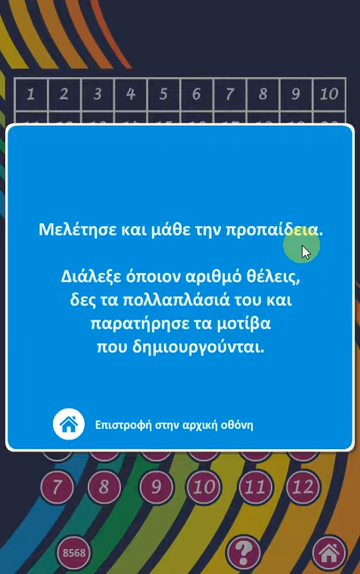 1 2 3 4 5 6 7 8 9 10
Μελέτησε και μάθε την προπαίδεια.
Διάλεξε όποιον αριθμό θέλεις,
δες τα πολλαπλάσιά του και
παρατήρησε τα μοτίβα
που δημιουργούνται.
Επιστροφή στην αρχική οθόνη
7 8 9 10 11 12
8568 ?